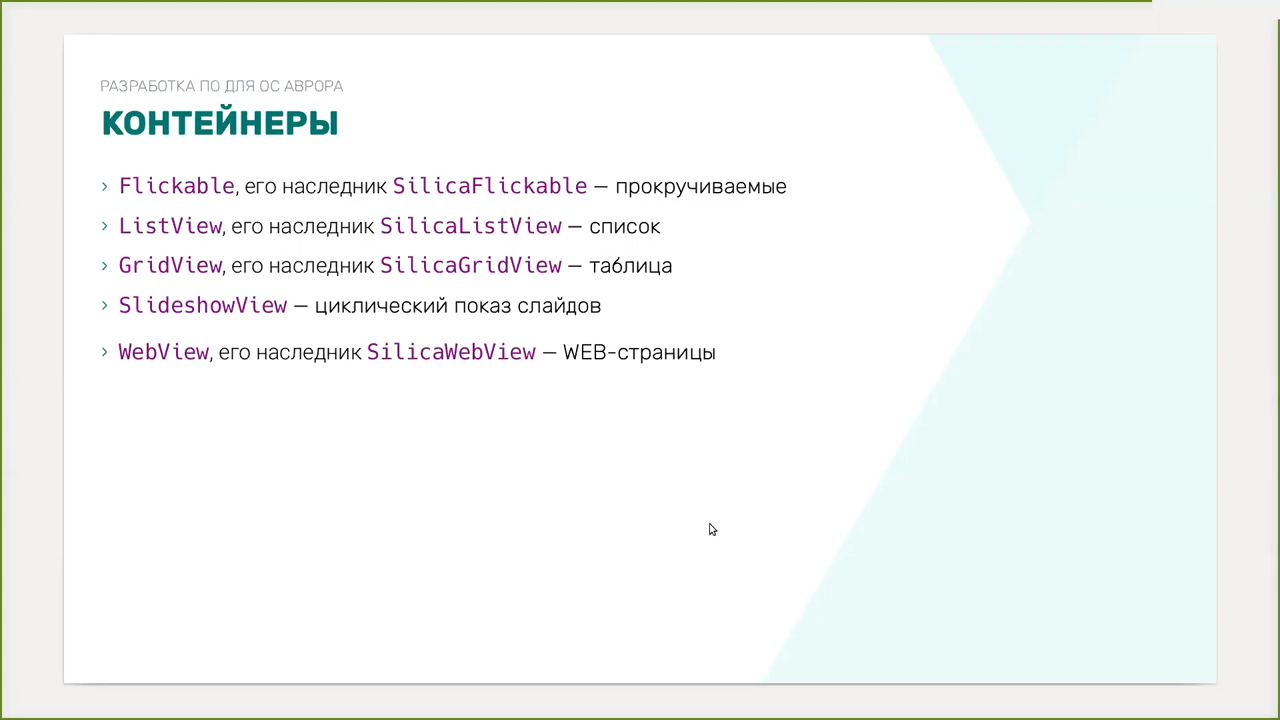 РАЗРАБОТКА ПО ДЛЯ ОС АВРОРА
КОНТЕЙНЕРЫ
› Flickable, его наследник SilicaFlickable — прокручиваемые
› ListView, его наследник SilicaListView — список
› GridView, его наследник SilicaGridView — таблица
› SlideshowView — циклический показ слайдов
› WebView, его наследник SilicaWebView — WEB-страницы